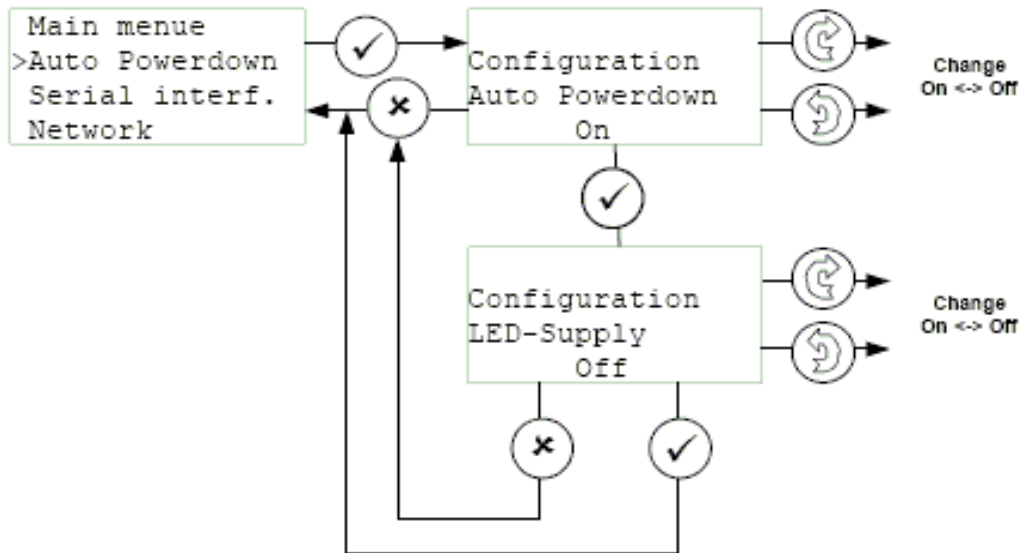 Main menue
>Auto Powerdown
Serial interf.
Network
Configuration
Auto Powerdown
On
Change
On <-> Off
Configuration
LED-Supply
Off
Change
On <-> Off